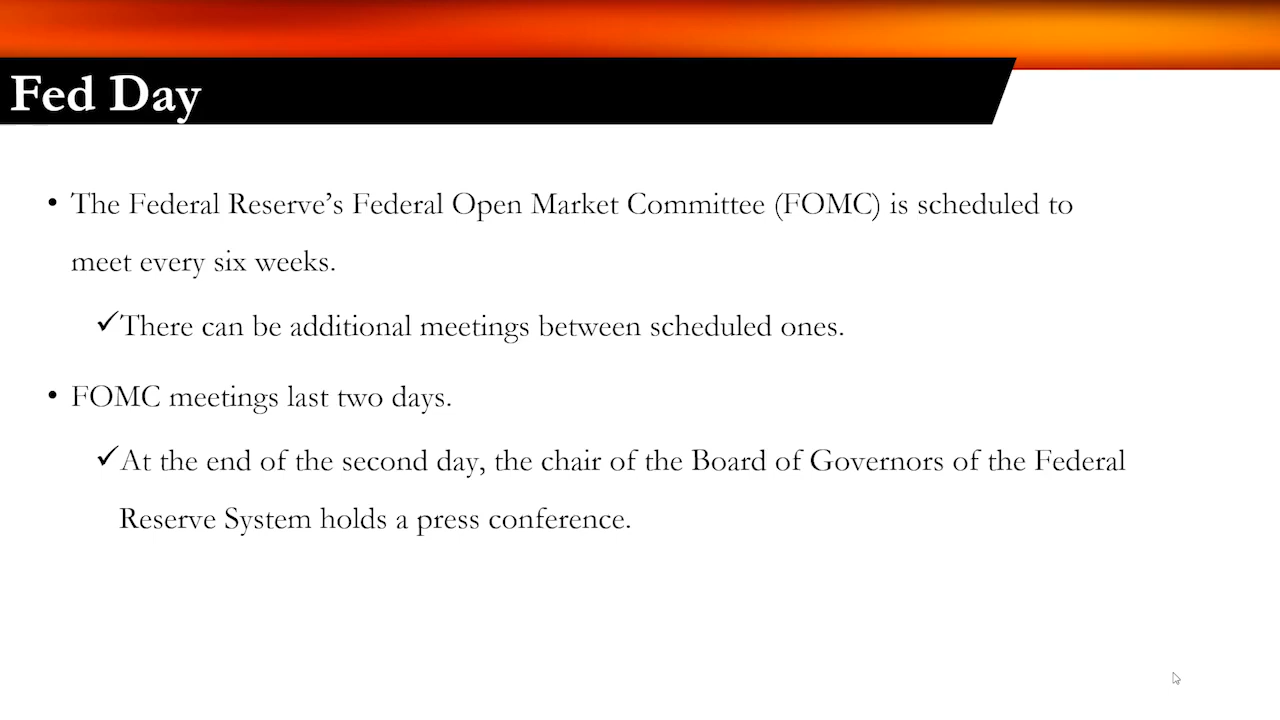 Fed Day
• The Federal Reserve’s Federal Open Market Committee (FOMC) is scheduled to
meet every six weeks.
✓There can be additional meetings between scheduled ones.
• FOMC meetings last two days.
✓At the end of the second day, the chair of the Board of Governors of the Federal
Reserve System holds a press conference.